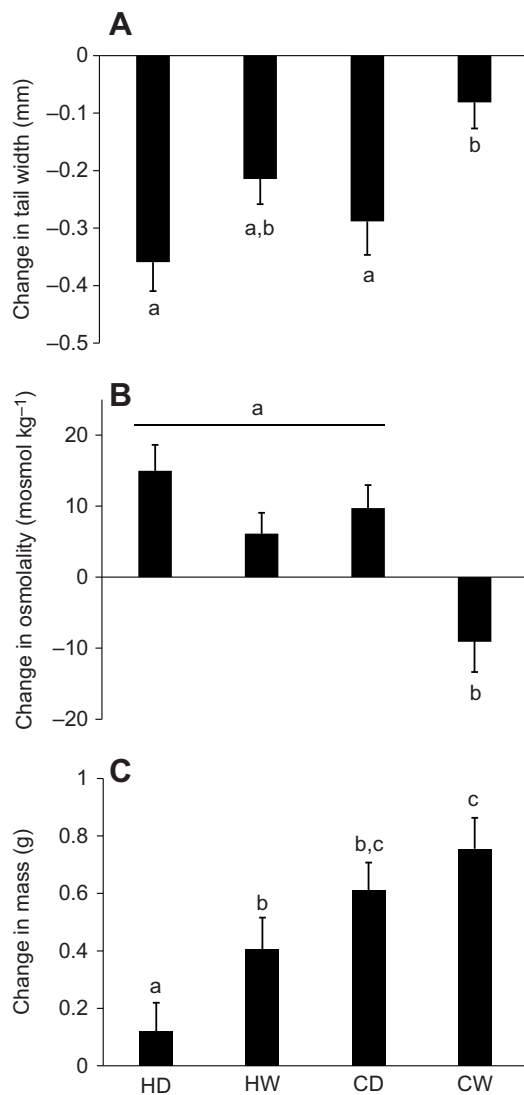 A
Change in tail width (mm)
0
–0.1
–0.2
–0.3
–0.4
–0.5
a
a,b
a
b
B
Change in osmolality (mosmol kg–1)
20
10
0
–10
–20
a
b
C
Change in mass (g)
1
0.8
0.6
0.4
0.2
0
a
b
b,c
c
HD HW CD CW